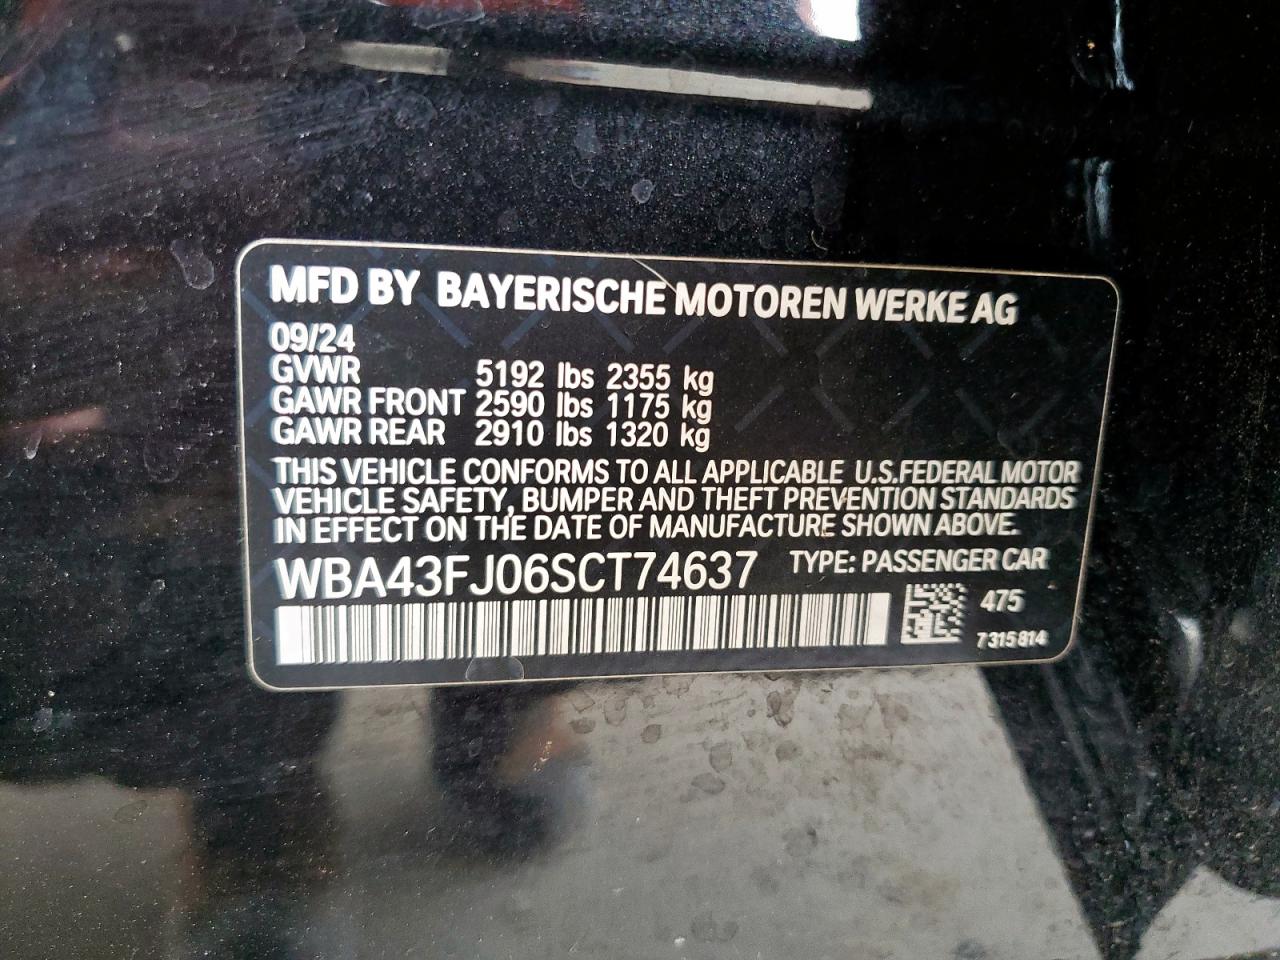 MFD BY BAYERISCHE MOTOREN WERKE AG
09/24
GVWR 5192 lbs 2355 kg
GAWR FRONT 2590 lbs 1175 kg
GAWR REAR 2910 lbs 1320 kg
THIS VEHICLE CONFORMS TO ALL APPLICABLE U.S.FEDERAL MOTOR
VEHICLE SAFETY, BUMPER AND THEFT PREVENTION STANDARDS
IN EFFECT ON THE DATE OF MANUFACTURE SHOWN ABOVE.
WBA43FJ06SCT74637 TYPE: PASSENGER CAR
475
7315814